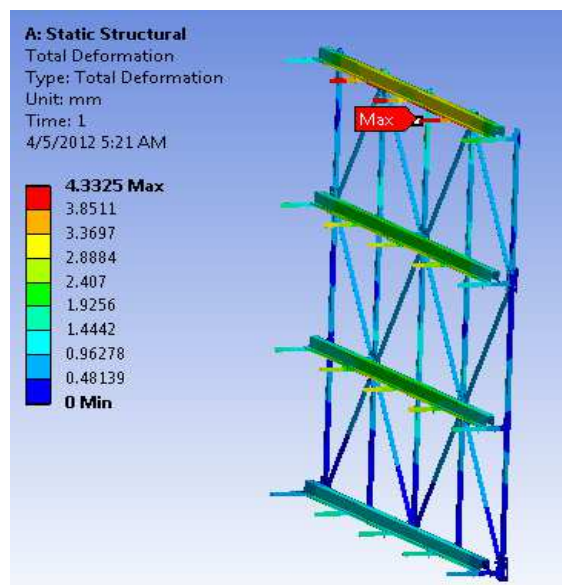 A: Static Structural
Total Deformation
Type: Total Deformation
Unit: mm
Time: 1
4/5/2012 5:21 AM
4.3325 Max
3.8511
3.3697
2.8884
2.407
1.9256
1.4442
0.96278
0.48139
0 Min
Max